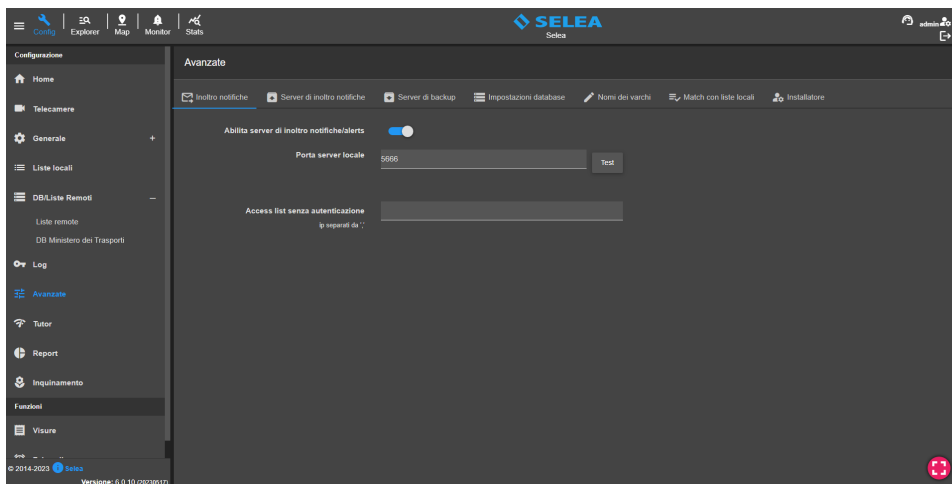 Config
Explorer
Map
Monitor
Stats
SELEA
Selea
admin
Configurazione
Home
Telecamere
Generale +
Liste locali
DB/Liste Remoti −
Liste remote
DB Ministero dei Trasporti
Log
Avanzate
Tutor
Report
Inquinamento
Funzioni
Visure
© 2014-2023 i Selea
Versione: 6.0.10 (20230517)
Avanzate
Inoltro notifiche
Server di inoltro notifiche
Server di backup
Impostazioni database
Nomi dei varchi
Match con liste locali
Installatore
Abilita server di inoltro notifiche/alerts
Porta server locale
5666
Test
Access list senza autenticazione
ip separati da ','